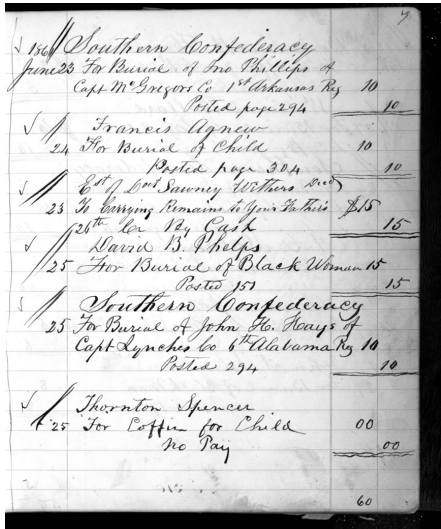 186
Southern Confederacy
June 23 For Burial of Jno Phillips of
Capt McGregors Co 1st Arkansas Reg 10
Posted page 294 10
Francis Agnew
24 For Burial of Child 10
Posted page 304 10
Est of Sawney Withers Decd
23 To Carrying Remains to Your Fathers $15
26th Cr By Cash 15
David B. Phelps
25 For Burial of Black Woman 15
Posted 151 15
Southern Confederacy
25 For Burial of John H. Hays of
Capt Lynches Co 6th Alabama Reg 10
Posted 294 10
Thornton Spencer
25 For Coffin for Child 00
No Pay 00
60